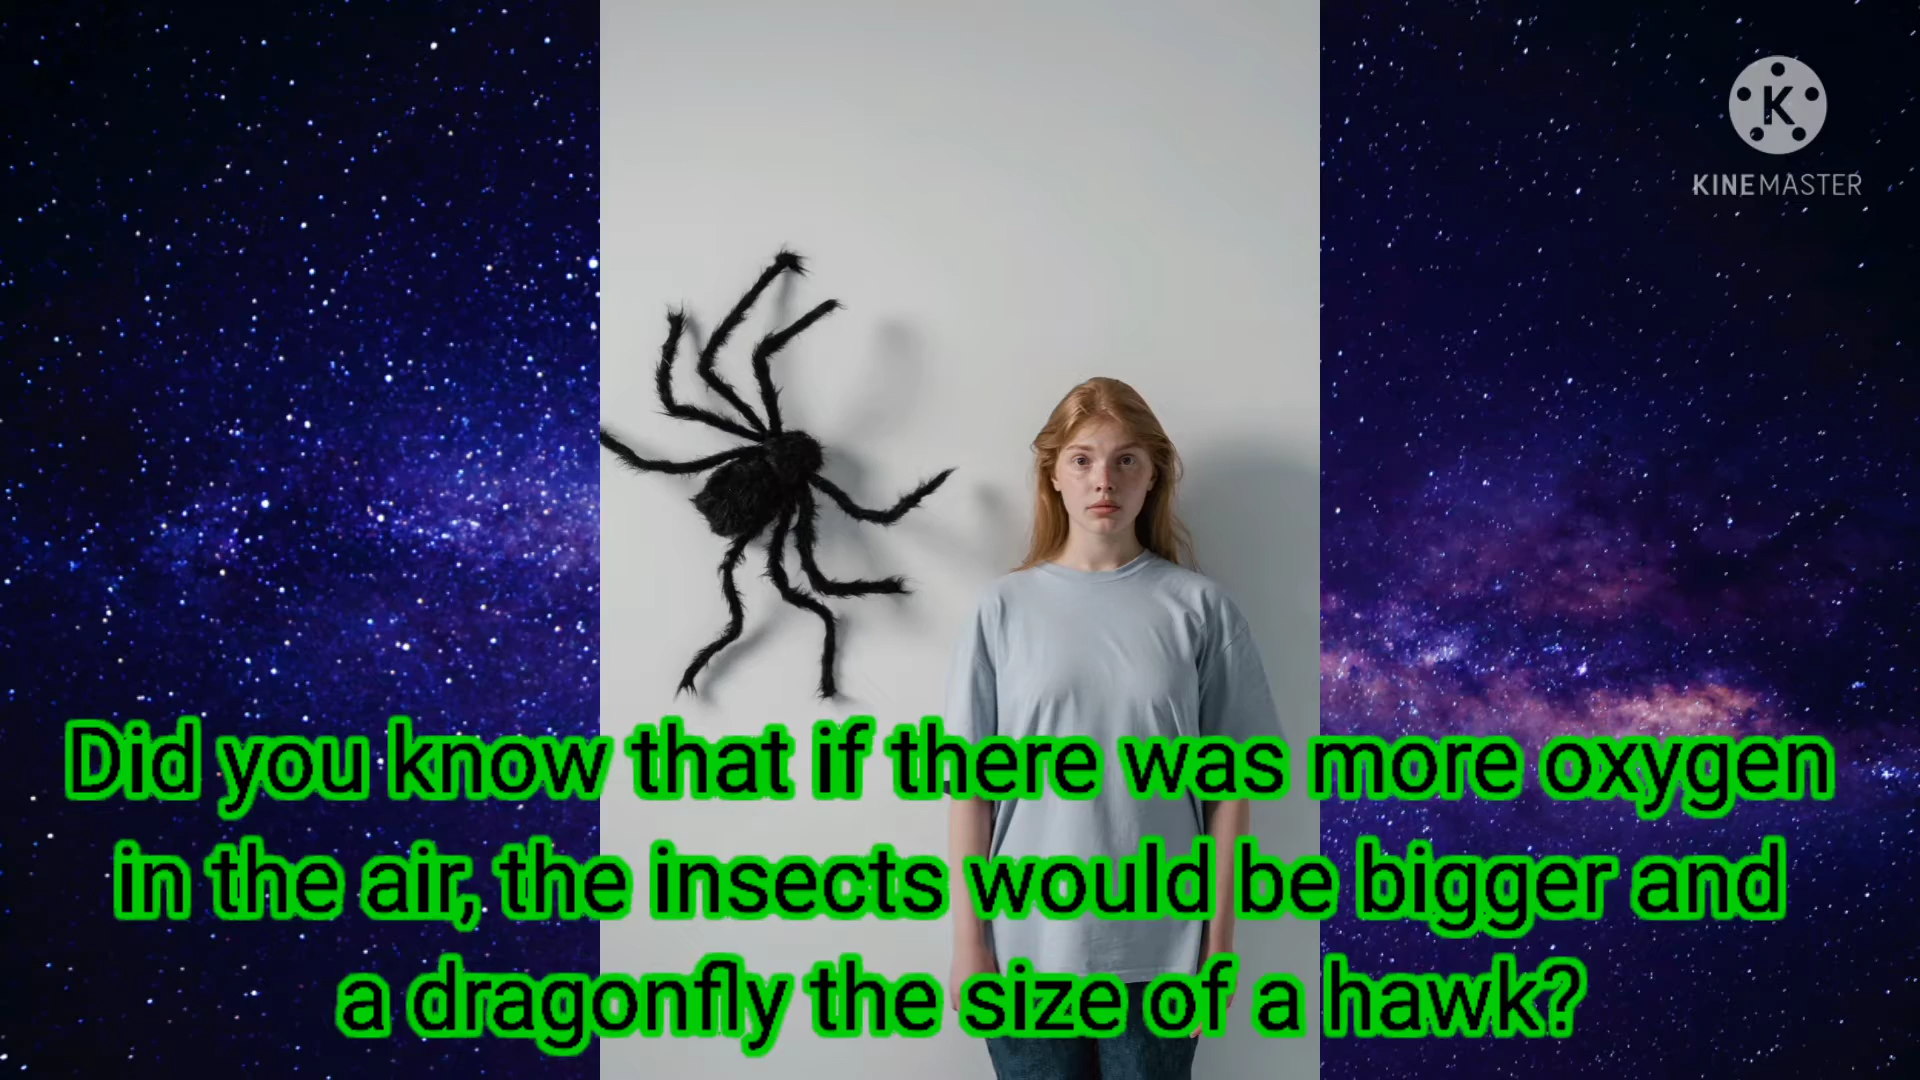 K
KINEMASTER
Did you know that if there was more oxygen
in the air, the insects would be bigger and
a dragonfly the size of a hawk?